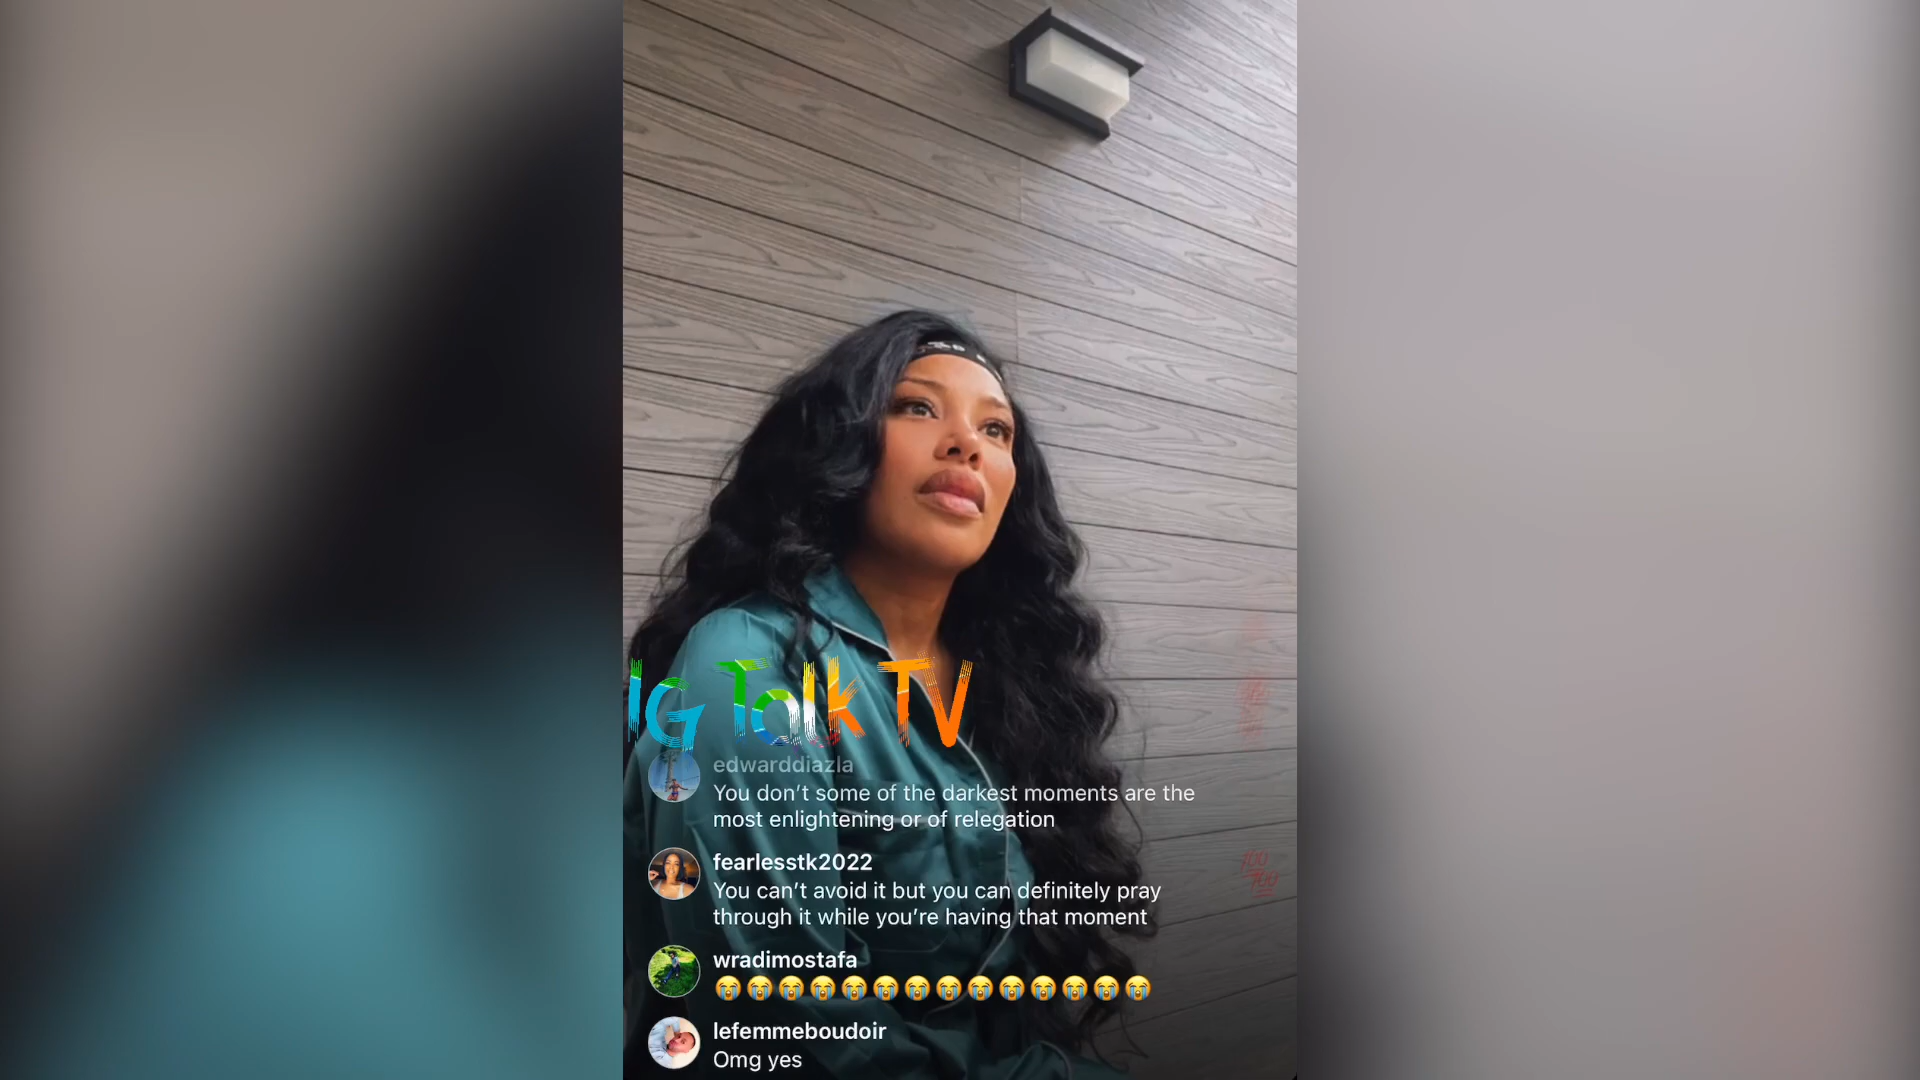 IG Talk TV
edwarddiazla
You don’t some of the darkest moments are the
most enlightening or of relegation
fearlesstk2022
You can’t avoid it but you can definitely pray
through it while you’re having that moment
100
100
wradimostafa
😭😭😭😭😭😭😭😭😭😭😭😭😭😭
lefemmeboudoir
Omg yes